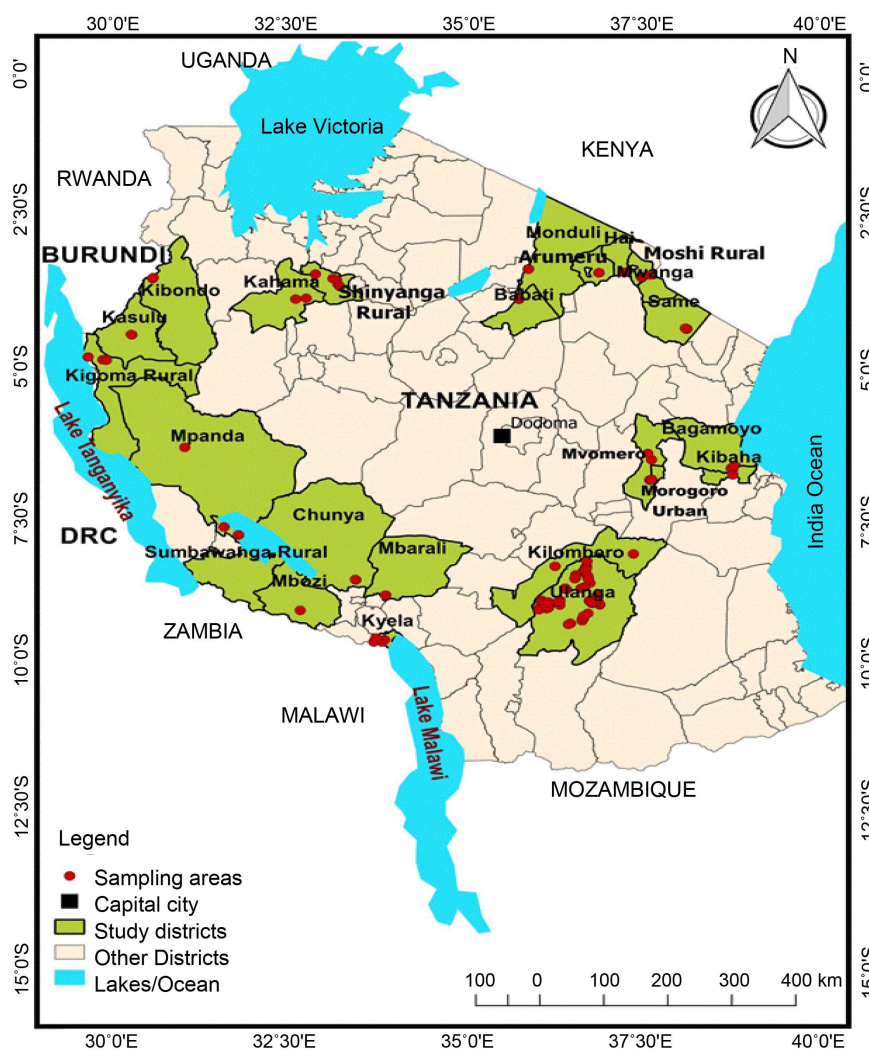 30˚0'E 32˚30'E 35˚0'E 37˚30'E 40˚0'E
0˚0'
2˚30'S
5˚0'S
7˚30'S
10˚0'S
12˚30'S
15˚0'S
0˚0'
2˚30'S
5˚0'S
7˚30'S
10˚0'S
12˚30'S
15˚0'S
UGANDA
N
Lake Victoria
KENYA
RWANDA
Monduli
Hai
BURUNDI
Arumeru
Moshi Rural
Mwanga
Kahama
Kibondo
Shinyanga
Rural
Babati
Same
Kasulu
Kigoma Rural
TANZANIA
Dodoma
Lake Tanganyika
Mpanda
Bagamoyo
Mvomero
Kibaha
Morogoro
Urban
India Ocean
Chunya
DRC
Sumbawanga Rural
Mbarali
Kilombero
Mbozi
Ulanga
Kyela
ZAMBIA
MALAWI
Lake Malawi
MOZAMBIQUE
Legend
Sampling areas
Capital city
Study districts
Other Districts
Lakes/Ocean
100 0 100 200 300 400 km
30˚0'E 32˚30'E 35˚0'E 37˚30'E 40˚0'E